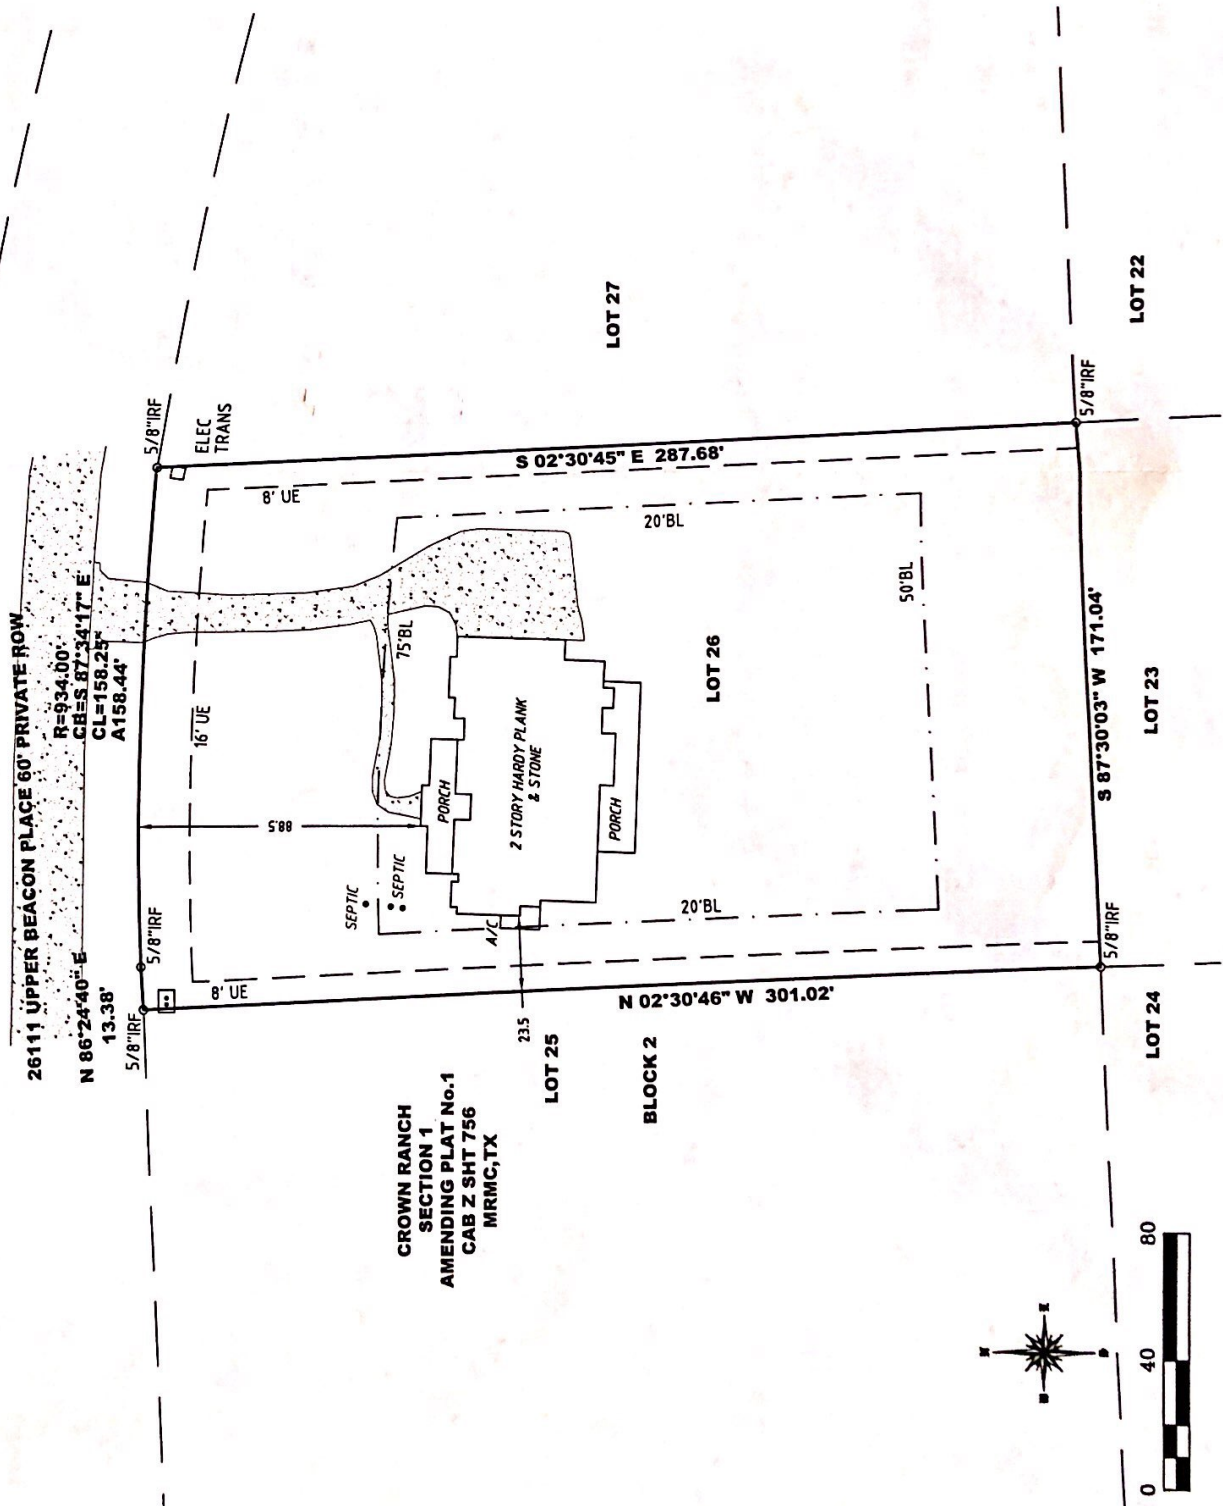 26111 UPPER BEACON PLACE 60' PRIVATE ROW
R=934.00'
CB=S 87°34'17" E
CL=158.25'
A158.44'
N 86°24'40" E
13.38'
5/8"IRF
5/8"IRF
5/8"IRF
ELEC
TRANS
8' UE
16' UE
8' UE
S 02°30'45" E 287.68'
LOT 27
20'BL
75'BL
88.5
SEPTIC
SEPTIC
PORCH
2 STORY HARDY PLANK
& STONE
PORCH
A/C
23.5
LOT 26
50'BL
20'BL
N 02°30'46" W 301.02'
LOT 25
BLOCK 2
CROWN RANCH
SECTION 1
AMENDING PLAT No.1
CAB Z SHT 756
MRMC,TX
5/8"IRF
S 87°30'03" W 171.04'
5/8"IRF
LOT 22
LOT 23
LOT 24
0 40 80